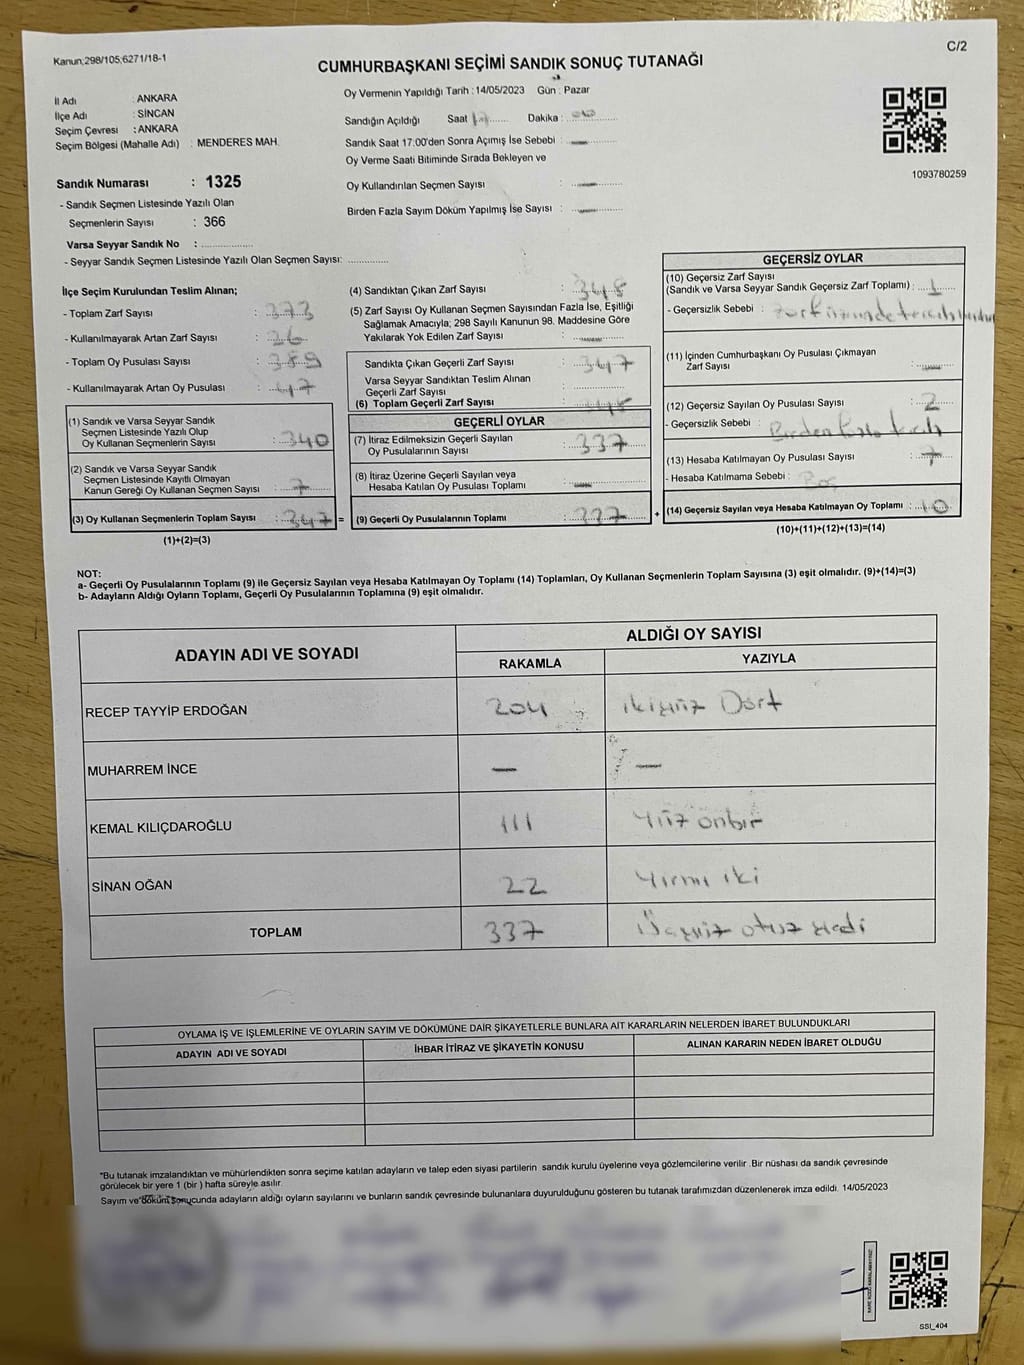 Kanun;298/105;6271/18-1
C/2
CUMHURBAŞKANI SEÇİMİ SANDIK SONUÇ TUTANAĞI
İl Adı : ANKARA
İlçe Adı : SİNCAN
Seçim Çevresi : ANKARA
Seçim Bölgesi (Mahalle Adı) : MENDERES MAH.
Sandık Numarası : 1325
- Sandık Seçmen Listesinde Yazılı Olan
Seçmenlerin Sayısı : 366
Varsa Seyyar Sandık No :
- Seyyar Sandık Seçmen Listesinde Yazılı Olan Seçmen Sayısı:
Oy Vermenin Yapıldığı Tarih : 14/05/2023 Gün : Pazar
Sandığın Açıldığı Saat Dakika :
Sandık Saat 17:00'den Sonra Açımış İse Sebebi : —
Oy Verme Saati Bitiminde Sırada Bekleyen ve
Oy Kullandırılan Seçmen Sayısı : —
Birden Fazla Sayım Döküm Yapılmış İse Sayısı : —
1093780259
İlçe Seçim Kurulundan Teslim Alınan;
- Toplam Zarf Sayısı : 373
- Kullanılmayarak Artan Zarf Sayısı : 26
- Toplam Oy Pusulası Sayısı : 389
- Kullanılmayarak Artan Oy Pusulası : 47
(1) Sandık ve Varsa Seyyar Sandık
Seçmen Listesinde Yazılı Olup
Oy Kullanan Seçmenlerin Sayısı : 340
(2) Sandık ve Varsa Seyyar Sandık
Seçmen Listesinde Kayıtlı Olmayan
Kanun Gereği Oy Kullanan Seçmen Sayısı : 7
(3) Oy Kullanan Seçmenlerin Toplam Sayısı : 347 =
(1)+(2)=(3)
(4) Sandıktan Çıkan Zarf Sayısı : 348
(5) Zarf Sayısı Oy Kullanan Seçmen Sayısından Fazla İse, Eşitliği
Sağlamak Amacıyla; 298 Sayılı Kanunun 98. Maddesine Göre
Yakılarak Yok Edilen Zarf Sayısı : —
Sandıkta Çıkan Geçerli Zarf Sayısı : 347
Varsa Seyyar Sandıktan Teslim Alınan
Geçerli Zarf Sayısı :
(6) Toplam Geçerli Zarf Sayısı :
GEÇERLİ OYLAR
(7) İtiraz Edilmeksizin Geçerli Sayılan
Oy Pusulalarının Sayısı : 337
(8) İtiraz Üzerine Geçerli Sayılan veya
Hesaba Katılan Oy Pusulası Toplamı : —
(9) Geçerli Oy Pusulalarının Toplamı : 337 +
GEÇERSİZ OYLAR
(10) Geçersiz Zarf Sayısı
(Sandık ve Varsa Seyyar Sandık Geçersiz Zarf Toplamı) : 1
- Geçersizlik Sebebi : zarf üzerinde
(11) İçinden Cumhurbaşkanı Oy Pusulası Çıkmayan
Zarf Sayısı : —
(12) Geçersiz Sayılan Oy Pusulası Sayısı : 2
- Geçersizlik Sebebi : Birden fazla
(13) Hesaba Katılmayan Oy Pusulası Sayısı : 7
- Hesaba Katılmama Sebebi : Boş
(14) Geçersiz Sayılan veya Hesaba Katılmayan Oy Toplamı : 10
(10)+(11)+(12)+(13)=(14)
NOT:
a- Geçerli Oy Pusulalarının Toplamı (9) ile Geçersiz Sayılan veya Hesaba Katılmayan Oy Toplamı (14) Toplamları, Oy Kullanan Seçmenlerin Toplam Sayısına (3) eşit olmalıdır. (9)+(14)=(3)
b- Adayların Aldığı Oyların Toplamı, Geçerli Oy Pusulalarının Toplamına (9) eşit olmalıdır.
ADAYIN ADI VE SOYADI
ALDIĞI OY SAYISI
RAKAMLA YAZIYLA
RECEP TAYYİP ERDOĞAN 204 ikiyüz Dört
MUHARREM İNCE — —
KEMAL KILIÇDAROĞLU 111 Yüz onbir
SİNAN OĞAN 22 Yirmi iki
TOPLAM 337 Üçyüz otuz yedi
OYLAMA İŞ VE İŞLEMLERİNE VE OYLARIN SAYIM VE DÖKÜMÜNE DAİR ŞİKAYETLERLE BUNLARA AİT KARARLARIN NELERDEN İBARET BULUNDUKLARI
ADAYIN ADI VE SOYADI İHBAR İTİRAZ VE ŞİKAYETİN KONUSU ALINAN KARARIN NEDEN İBARET OLDUĞU
"Bu tutanak imzalandıktan ve mühürlendikten sonra seçime katılan adayların ve talep eden siyasi partilerin sandık kurulu üyelerine veya gözlemcilerine verilir .Bir nüshası da sandık çevresinde
görülecek bir yere 1 (bir ) hafta süreyle asılır.
Sayım ve döküm sonucunda adayların aldığı oyların sayılarını ve bunların sandık çevresinde bulunanlara duyurulduğunu gösteren bu tutanak tarafımızdan düzenlenerek imza edildi. 14/05/2023
SSI_404